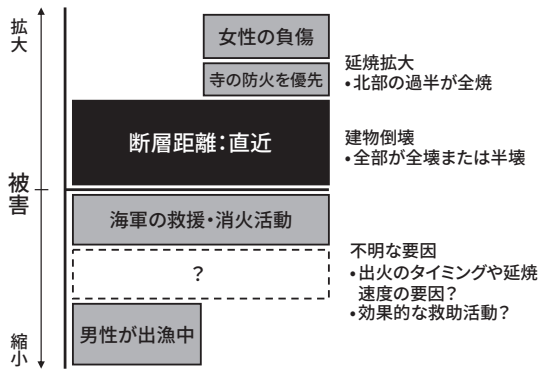 拡大
女性の負傷
寺の防火を優先
延焼拡大
•北部の過半が全焼
断層距離：直近
建物倒壊
•全部が全壊または半壊
被害
海軍の救援・消火活動
?
不明な要因
•出火のタイミングや延焼
速度の要因？
•効果的な救助活動？
男性が出漁中
縮小